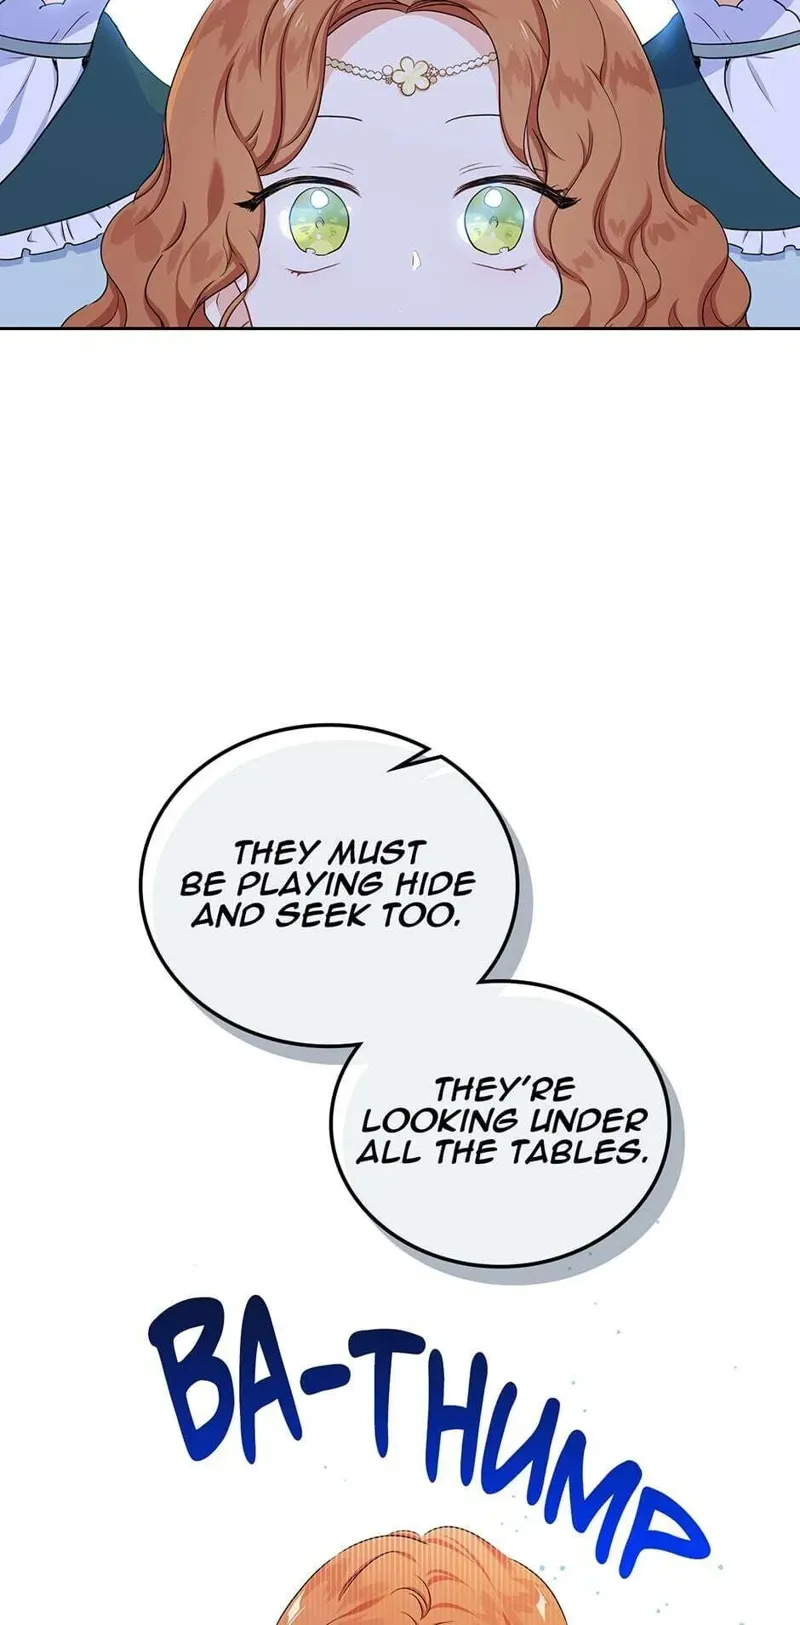 THEY MUST
BE PLAYING HIDE
AND SEEK TOO.
THEY'RE
LOOKING UNDER
ALL THE TABLES.
BA-THUMP